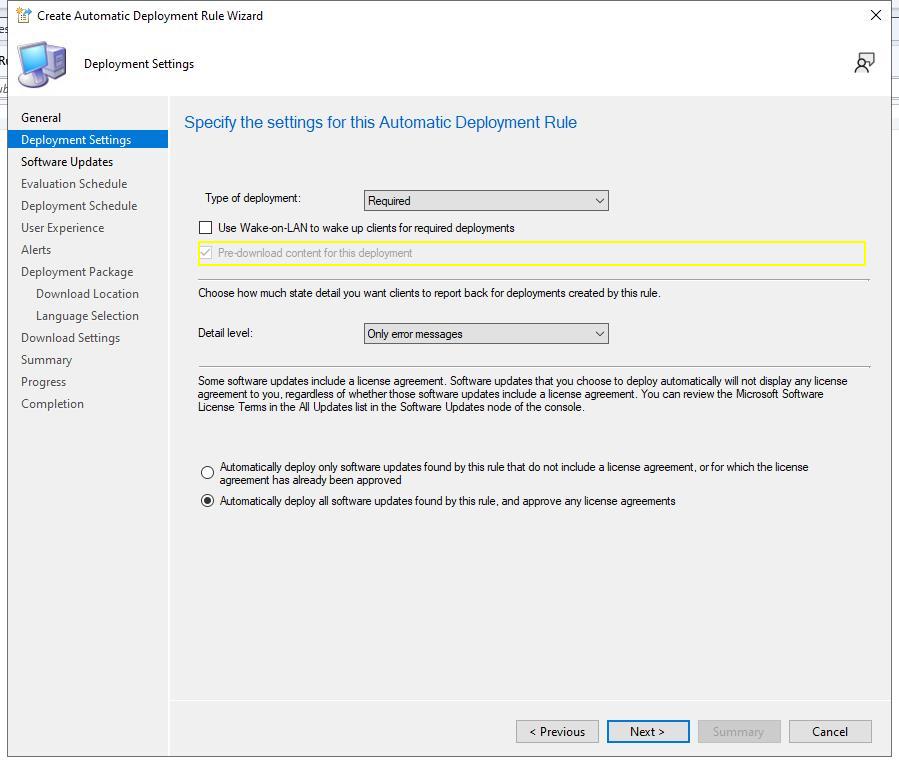 Create Automatic Deployment Rule Wizard
Deployment Settings
General
Deployment Settings
Software Updates
Evaluation Schedule
Deployment Schedule
User Experience
Alerts
Deployment Package
Download Location
Language Selection
Download Settings
Summary
Progress
Completion
Specify the settings for this Automatic Deployment Rule
Type of deployment:
Required
Use Wake-on-LAN to wake up clients for required deployments
Pre-download content for this deployment
Choose how much state detail you want clients to report back for deployments created by this rule.
Detail level:
Only error messages
Some software updates include a license agreement. Software updates that you choose to deploy automatically will not display any license
agreement to you, regardless of whether those software updates include a license agreement. You can review the Microsoft Software
License Terms in the All Updates list in the Software Updates node of the console.
Automatically deploy only software updates found by this rule that do not include a license agreement, or for which the license
agreement has already been approved
Automatically deploy all software updates found by this rule, and approve any license agreements
< Previous
Next >
Summary
Cancel